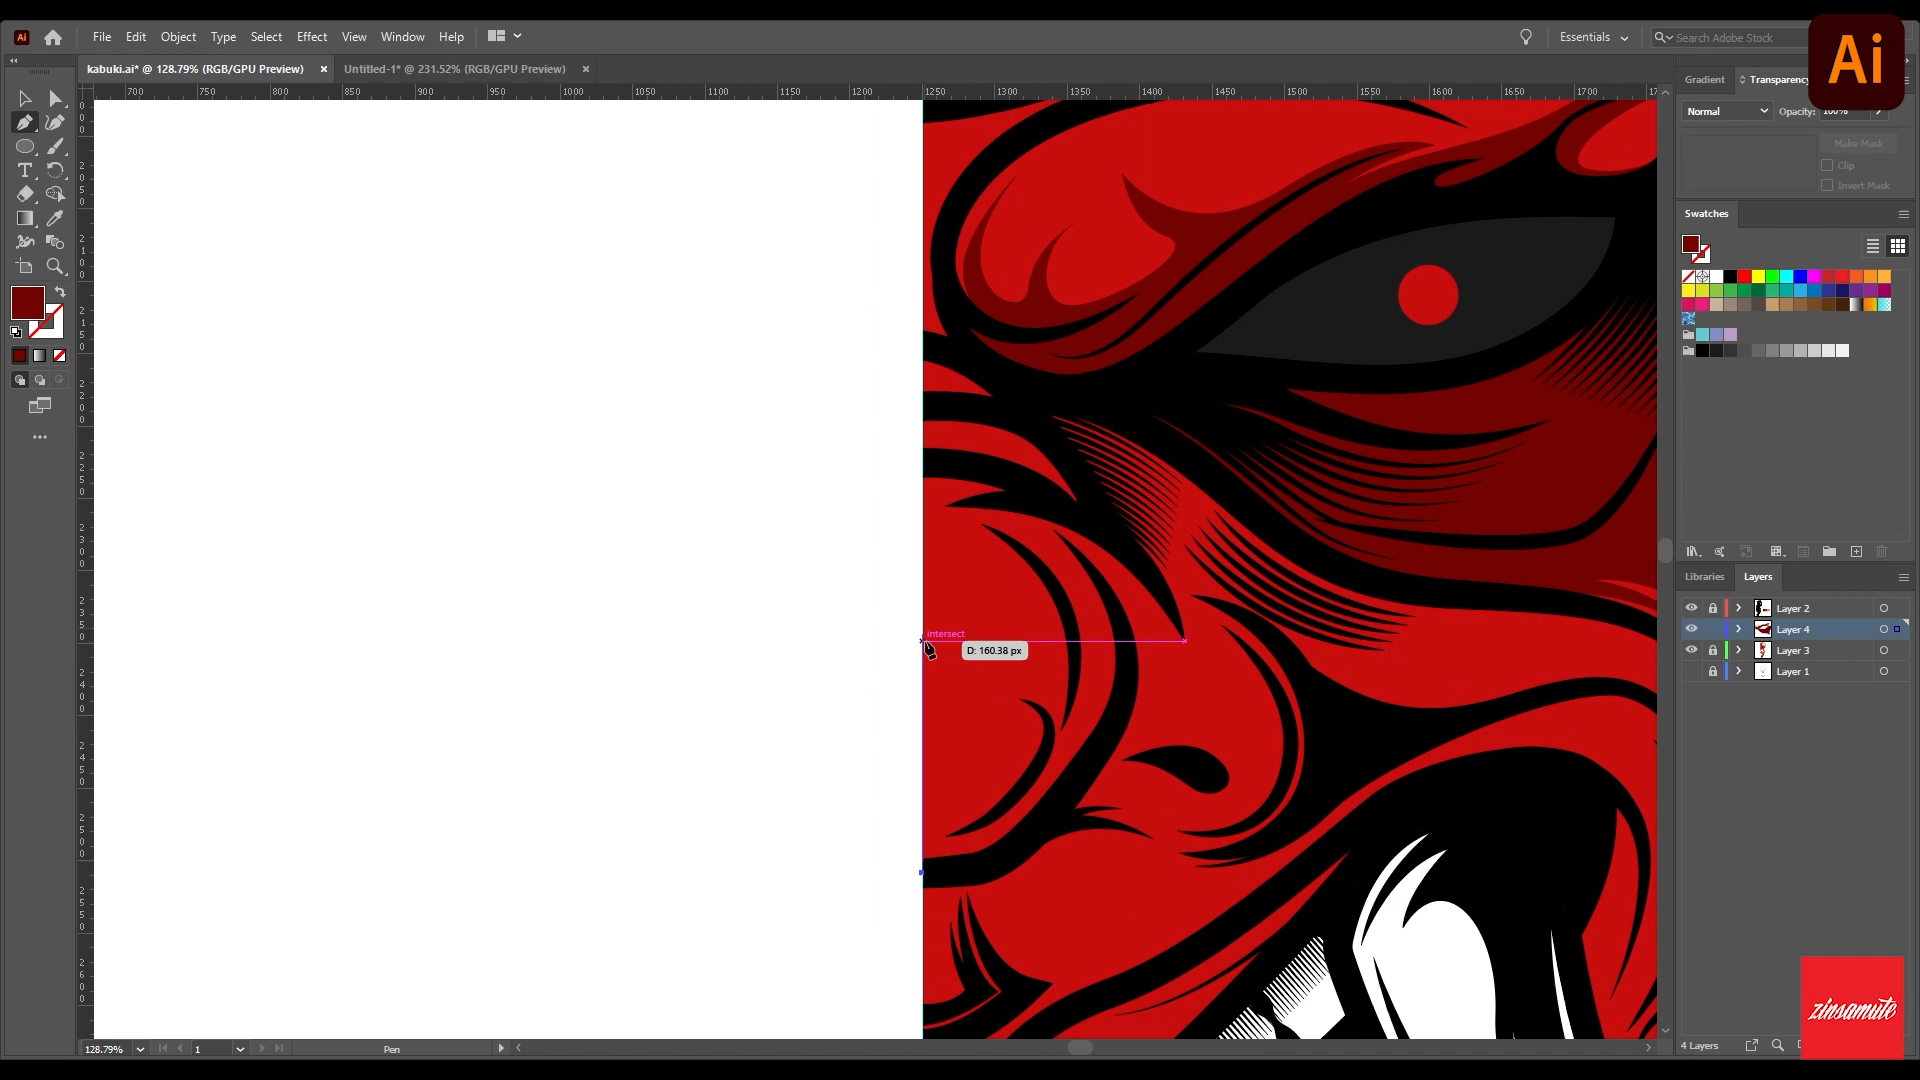 Ai
File Edit Object Type Select Effect View Window Help
Essentials
Search Adobe Stock
Ai
kabuki.ai* @ 128.79% (RGB/GPU Preview) ×
Untitled-1* @ 231.52% (RGB/GPU Preview) ×
Gradient Transparency
700 750 800 850 900 950 1000 1050 1100 1150 1200 1250 1300 1350 1400 1450 1500 1550 1600 1650 1700
Normal Opacity: 100%
Make Mask
Clip
Invert Mask
Swatches
Libraries Layers
Layer 2
Layer 4
Layer 3
Layer 1
intersect
D: 160.38 px
zinsamute
4 Layers
128.79% 1 Pen